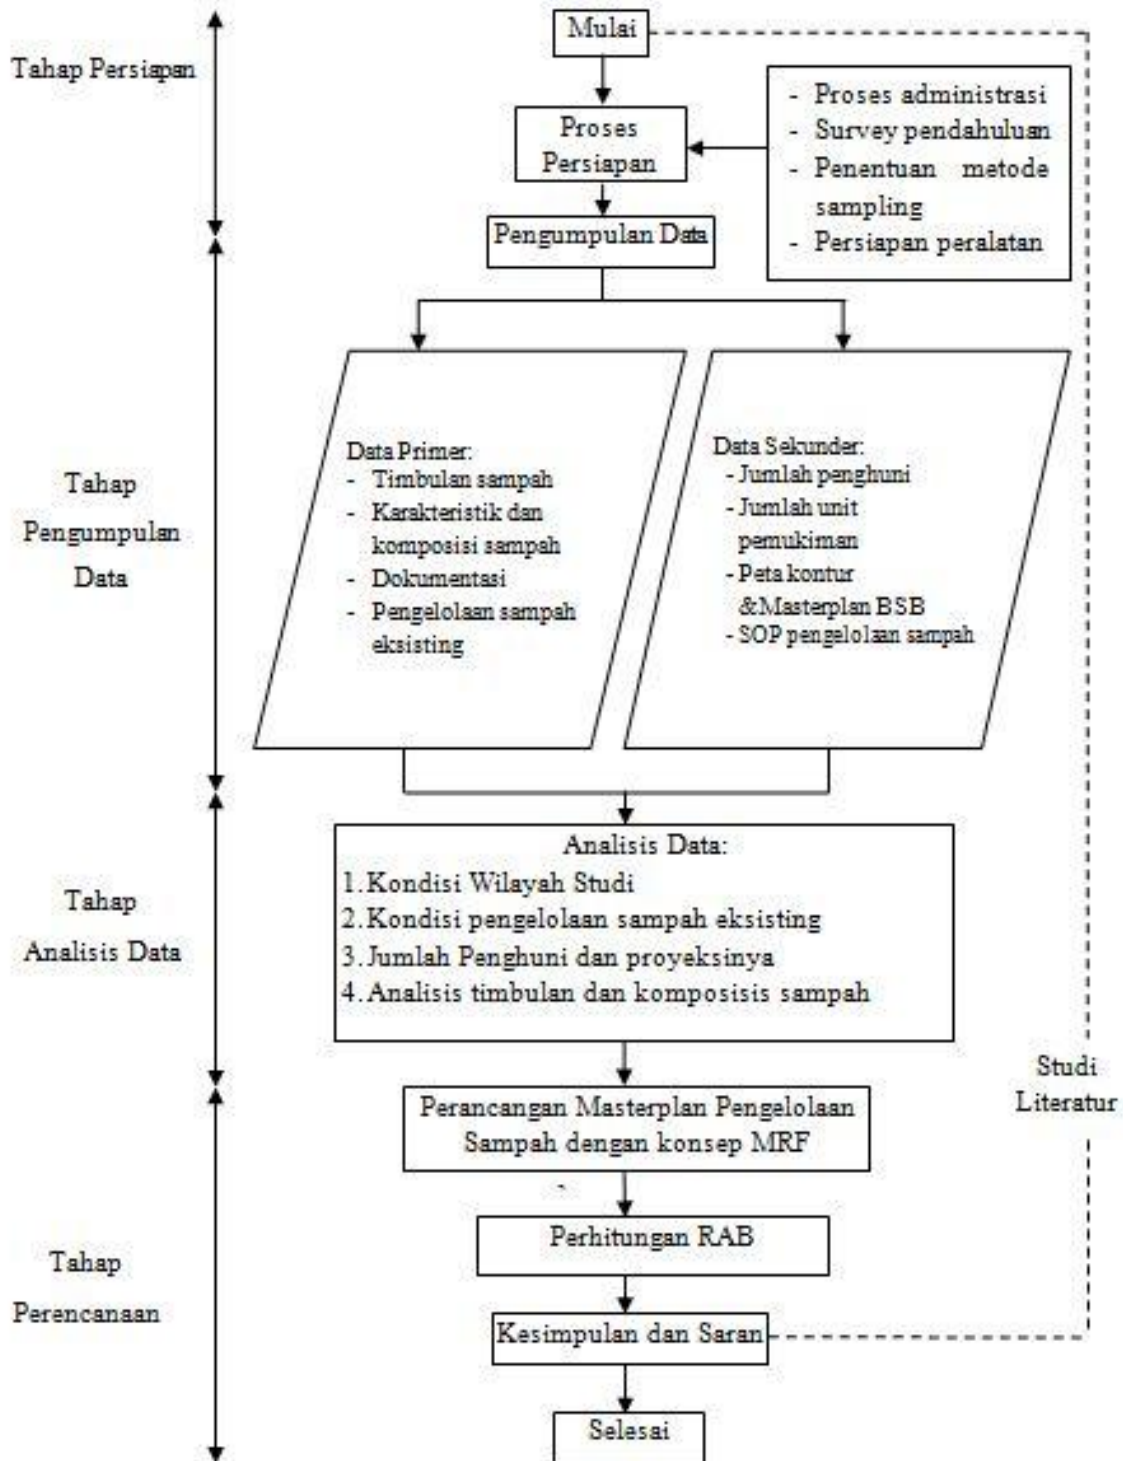 Mulai
Tahap Persiapan
- Proses administrasi
- Survey pendahuluan
- Penentuan metode
sampling
- Persiapan peralatan
Proses
Persiapan
Pengumpulan Data
Tahap
Pengumpulan
Data
Data Primer:
- Timbulan sampah
- Karakteristik dan
komposisi sampah
- Dokumentasi
- Pengelolaan sampah
eksisting
Data Sekunder:
- Jumlah penghuni
- Jumlah unit
pemukiman
- Peta kontur
&Masterplan BSB
- SOP pengelolaan sampah
Tahap
Analisis Data
Analisis Data:
1. Kondisi Wilayah Studi
2. Kondisi pengelolaan sampah eksisting
3. Jumlah Penghuni dan proyeksinya
4. Analisis timbulan dan komposisis sampah
Studi
Literatur
Perancangan Masterplan Pengelolaan
Sampah dengan konsep MRF
Tahap
Perencanaan
Perhitungan RAB
Kesimpulan dan Saran
Selesai